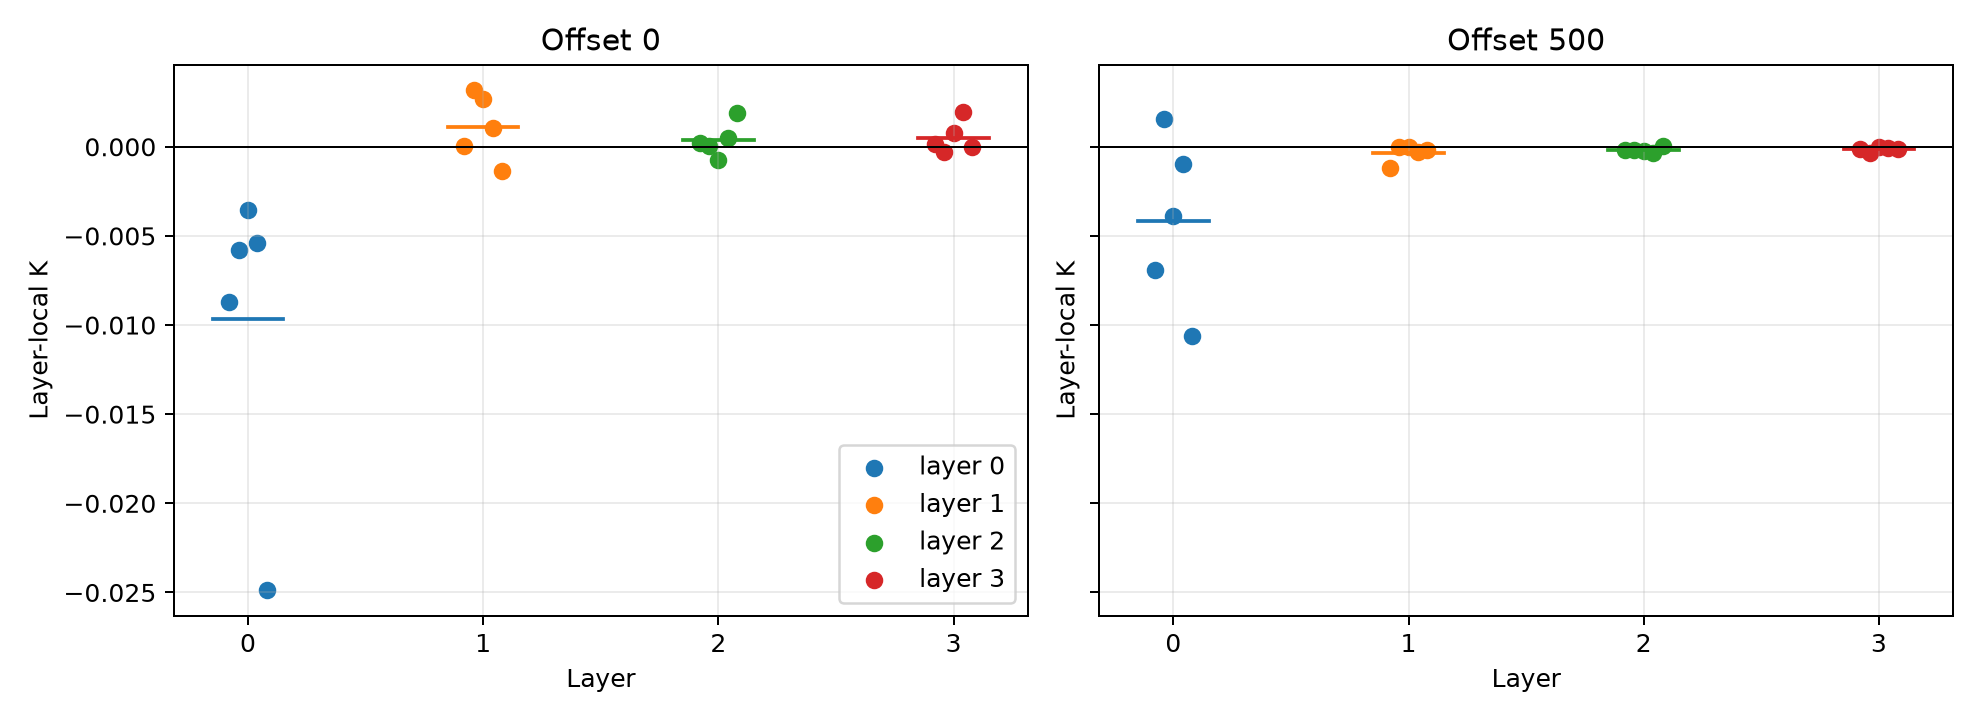 Offset 0
Layer-local K
0.000
−0.005
−0.010
−0.015
−0.020
−0.025
layer 0
layer 1
layer 2
layer 3
0 1 2 3
Layer
Offset 500
Layer-local K
0 1 2 3
Layer